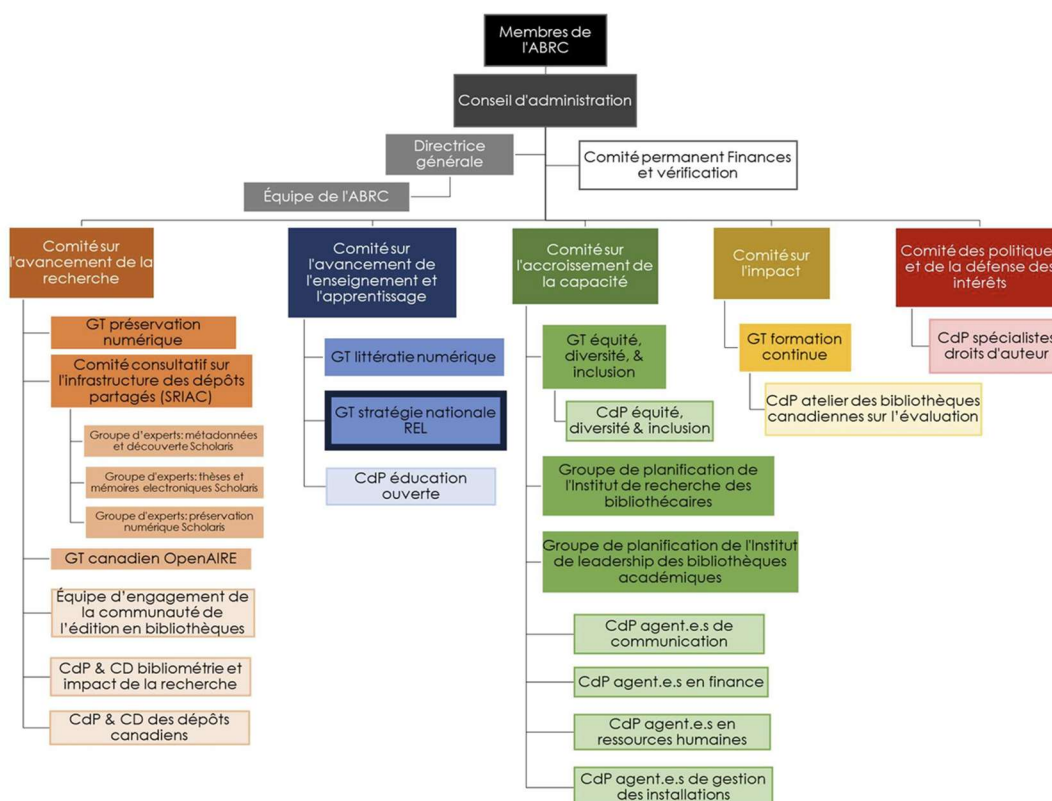 Membres de
l'ABRC
Conseil d'administration
Directrice
générale
Comité permanent Finances
et vérification
Équipe de l'ABRC
Comité sur
l'avancement de la
recherche
GT préservation
numérique
Comité consultatif sur
l'infrastructure des dépôts
partagés (SRIAC)
Groupe d'experts: métadonnées
et découverte Scholaris
Groupe d'experts: thèses et
mémoires electroniques Scholaris
Groupe d'experts: préservation
numérique Scholaris
GT canadien OpenAIRE
Équipe d'engagement de
la communauté de
l'édition en bibliothèques
CdP & CD bibliométrie et
impact de la recherche
CdP & CD des dépôts
canadiens
Comité sur
l'avancement de
l'enseignement et
l'apprentissage
GT littératie numérique
GT stratégie nationale
REL
CdP éducation
ouverte
Comité sur
l'accroissement de
la capacité
GT équité,
diversité, &
inclusion
CdP équité,
diversité & inclusion
Groupe de planification de
l'Institut de recherche des
bibliothécaires
Groupe de planification de l'Institut
de leadership des bibliothèques
académiques
CdP agent.e.s de
communication
CdP agent.e.s en finance
CdP agent.e.s en
ressources humaines
CdP agent.e.s de gestion
des installations
Comité sur
l'impact
GT formation
continue
CdP atelier des bibliothèques
canadiennes sur l'évaluation
Comité des politiques
et de la défense des
intérêts
CdP spécialistes
droits d'auteur